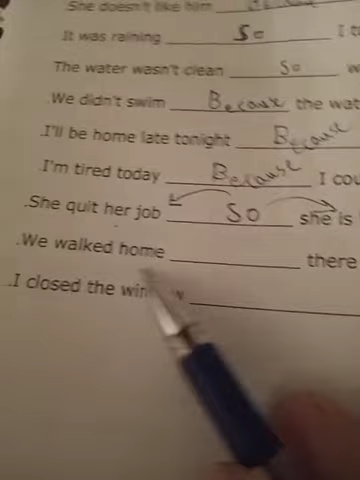 She doesn't like him
It was raining so I
The water wasn't clean so w
.We didn't swim Because the wat
.I'll be home late tonight Because
.I'm tired today Because I cou
.She quit her job So she is
.We walked home there
.I closed the win w